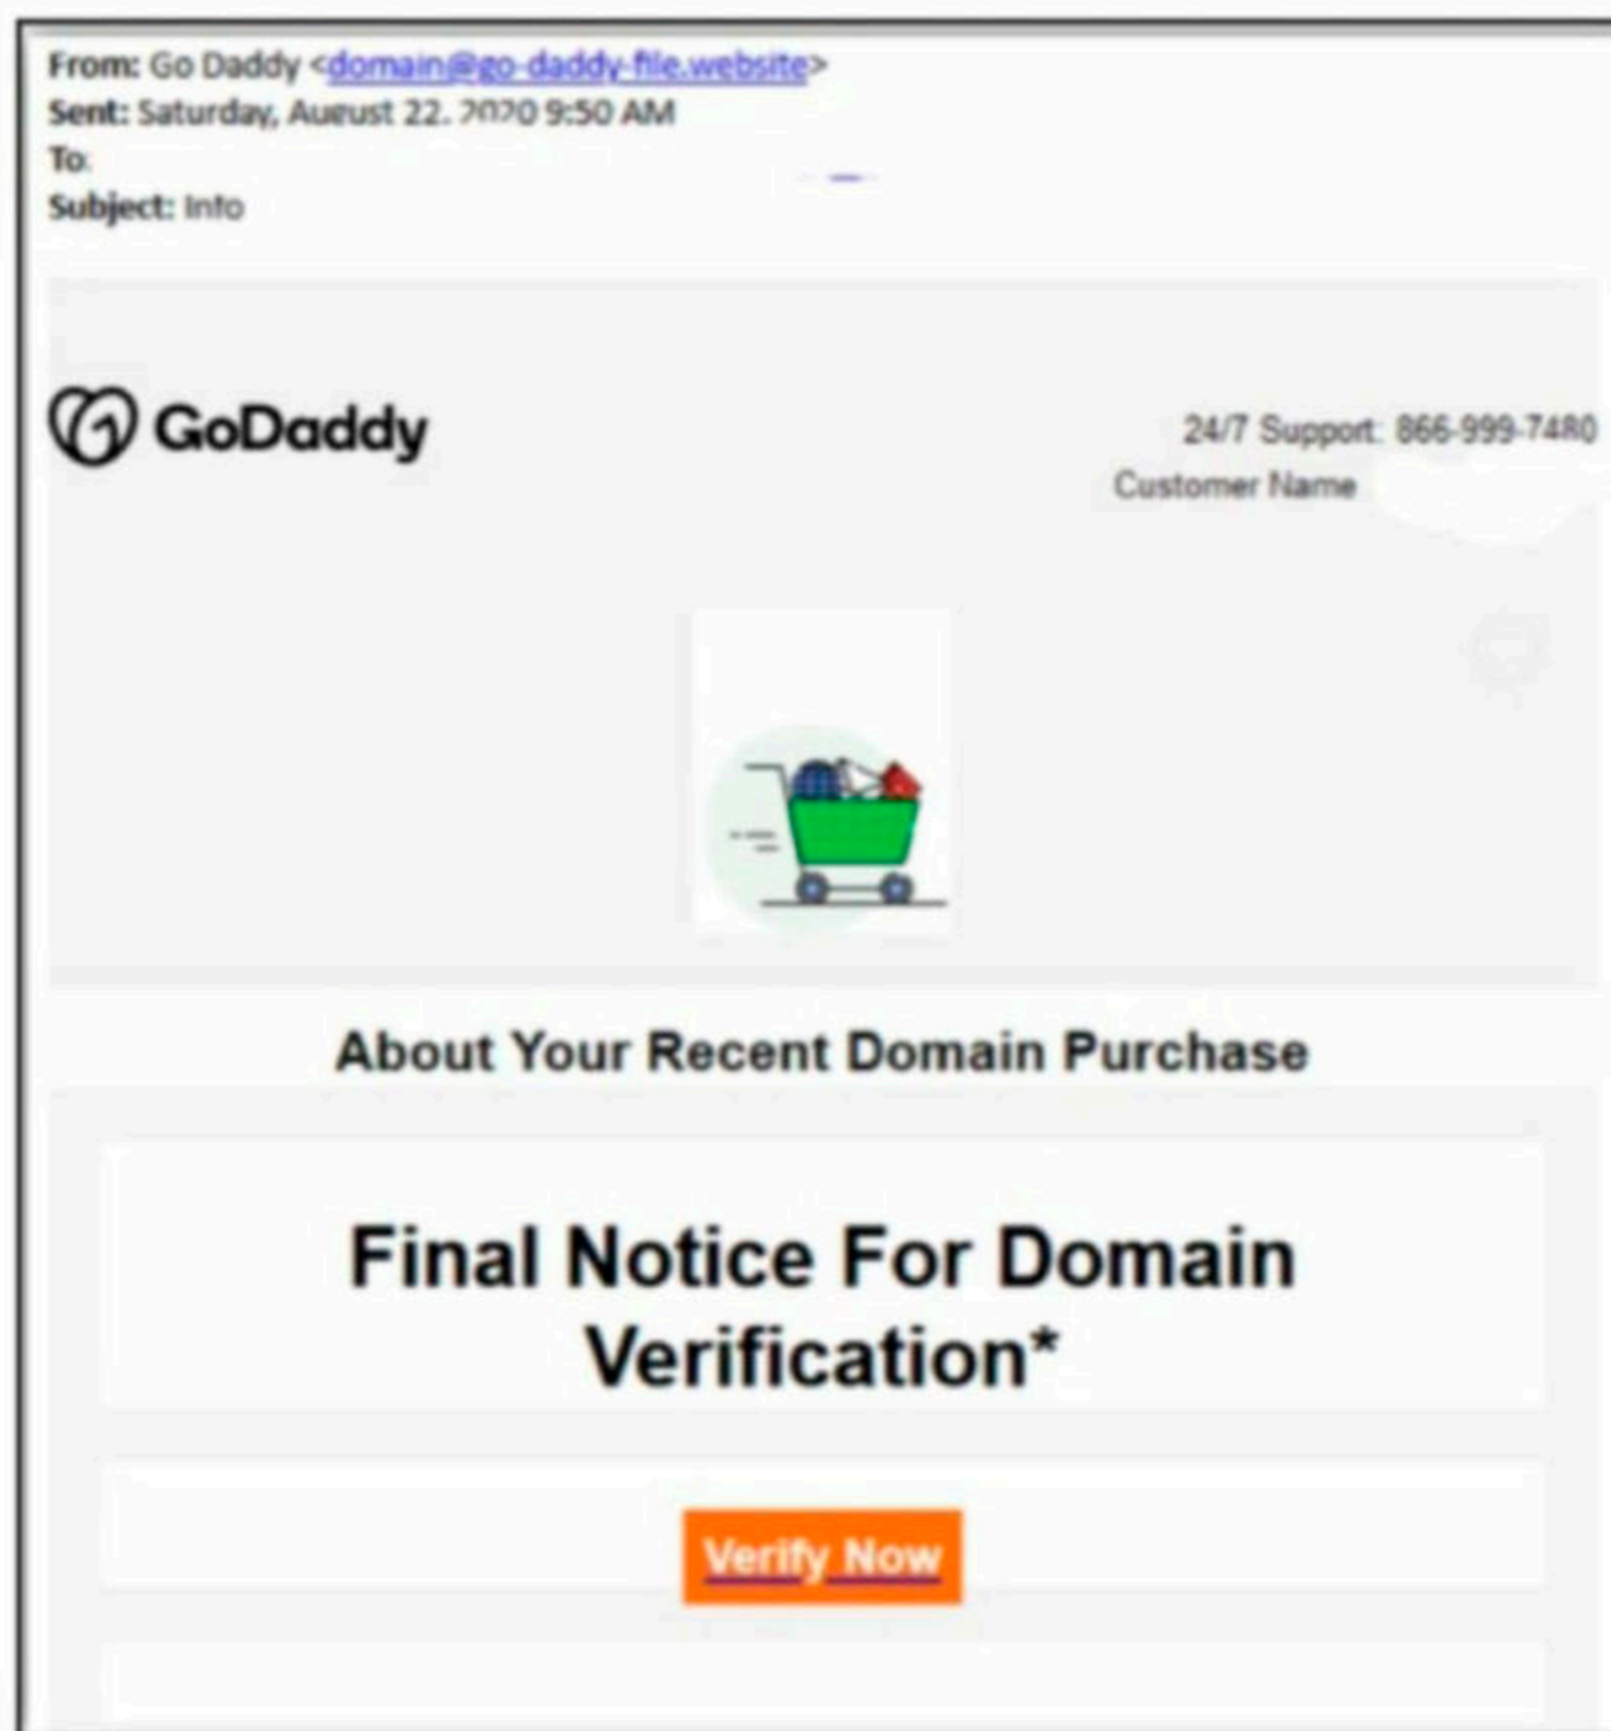 From: Go Daddy <domain@go-daddy-file.website>
Sent: Saturday, August 22, 2020 9:50 AM
To:
Subject: Info
GoDaddy
24/7 Support: 866-999-7480
Customer Name
About Your Recent Domain Purchase
Final Notice For Domain
Verification*
Verify Now